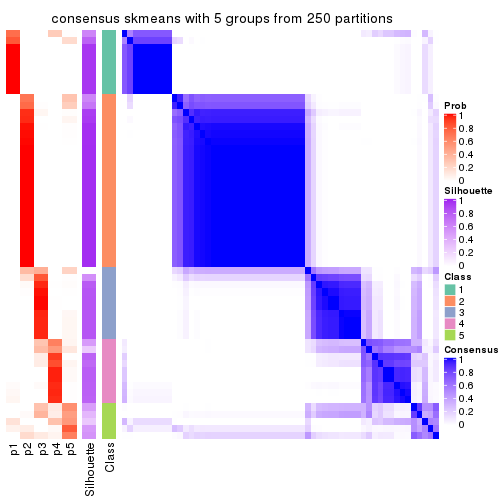 consensus skmeans with 5 groups from 250 partitions
Prob
1
0.8
0.6
0.4
0.2
0
Silhouette
1
0.8
0.6
0.4
0.2
0
Class
1
2
3
4
5
Consensus
1
0.8
0.6
0.4
0.2
0
p1
p2
p3
p4
p5
Silhouette
Class